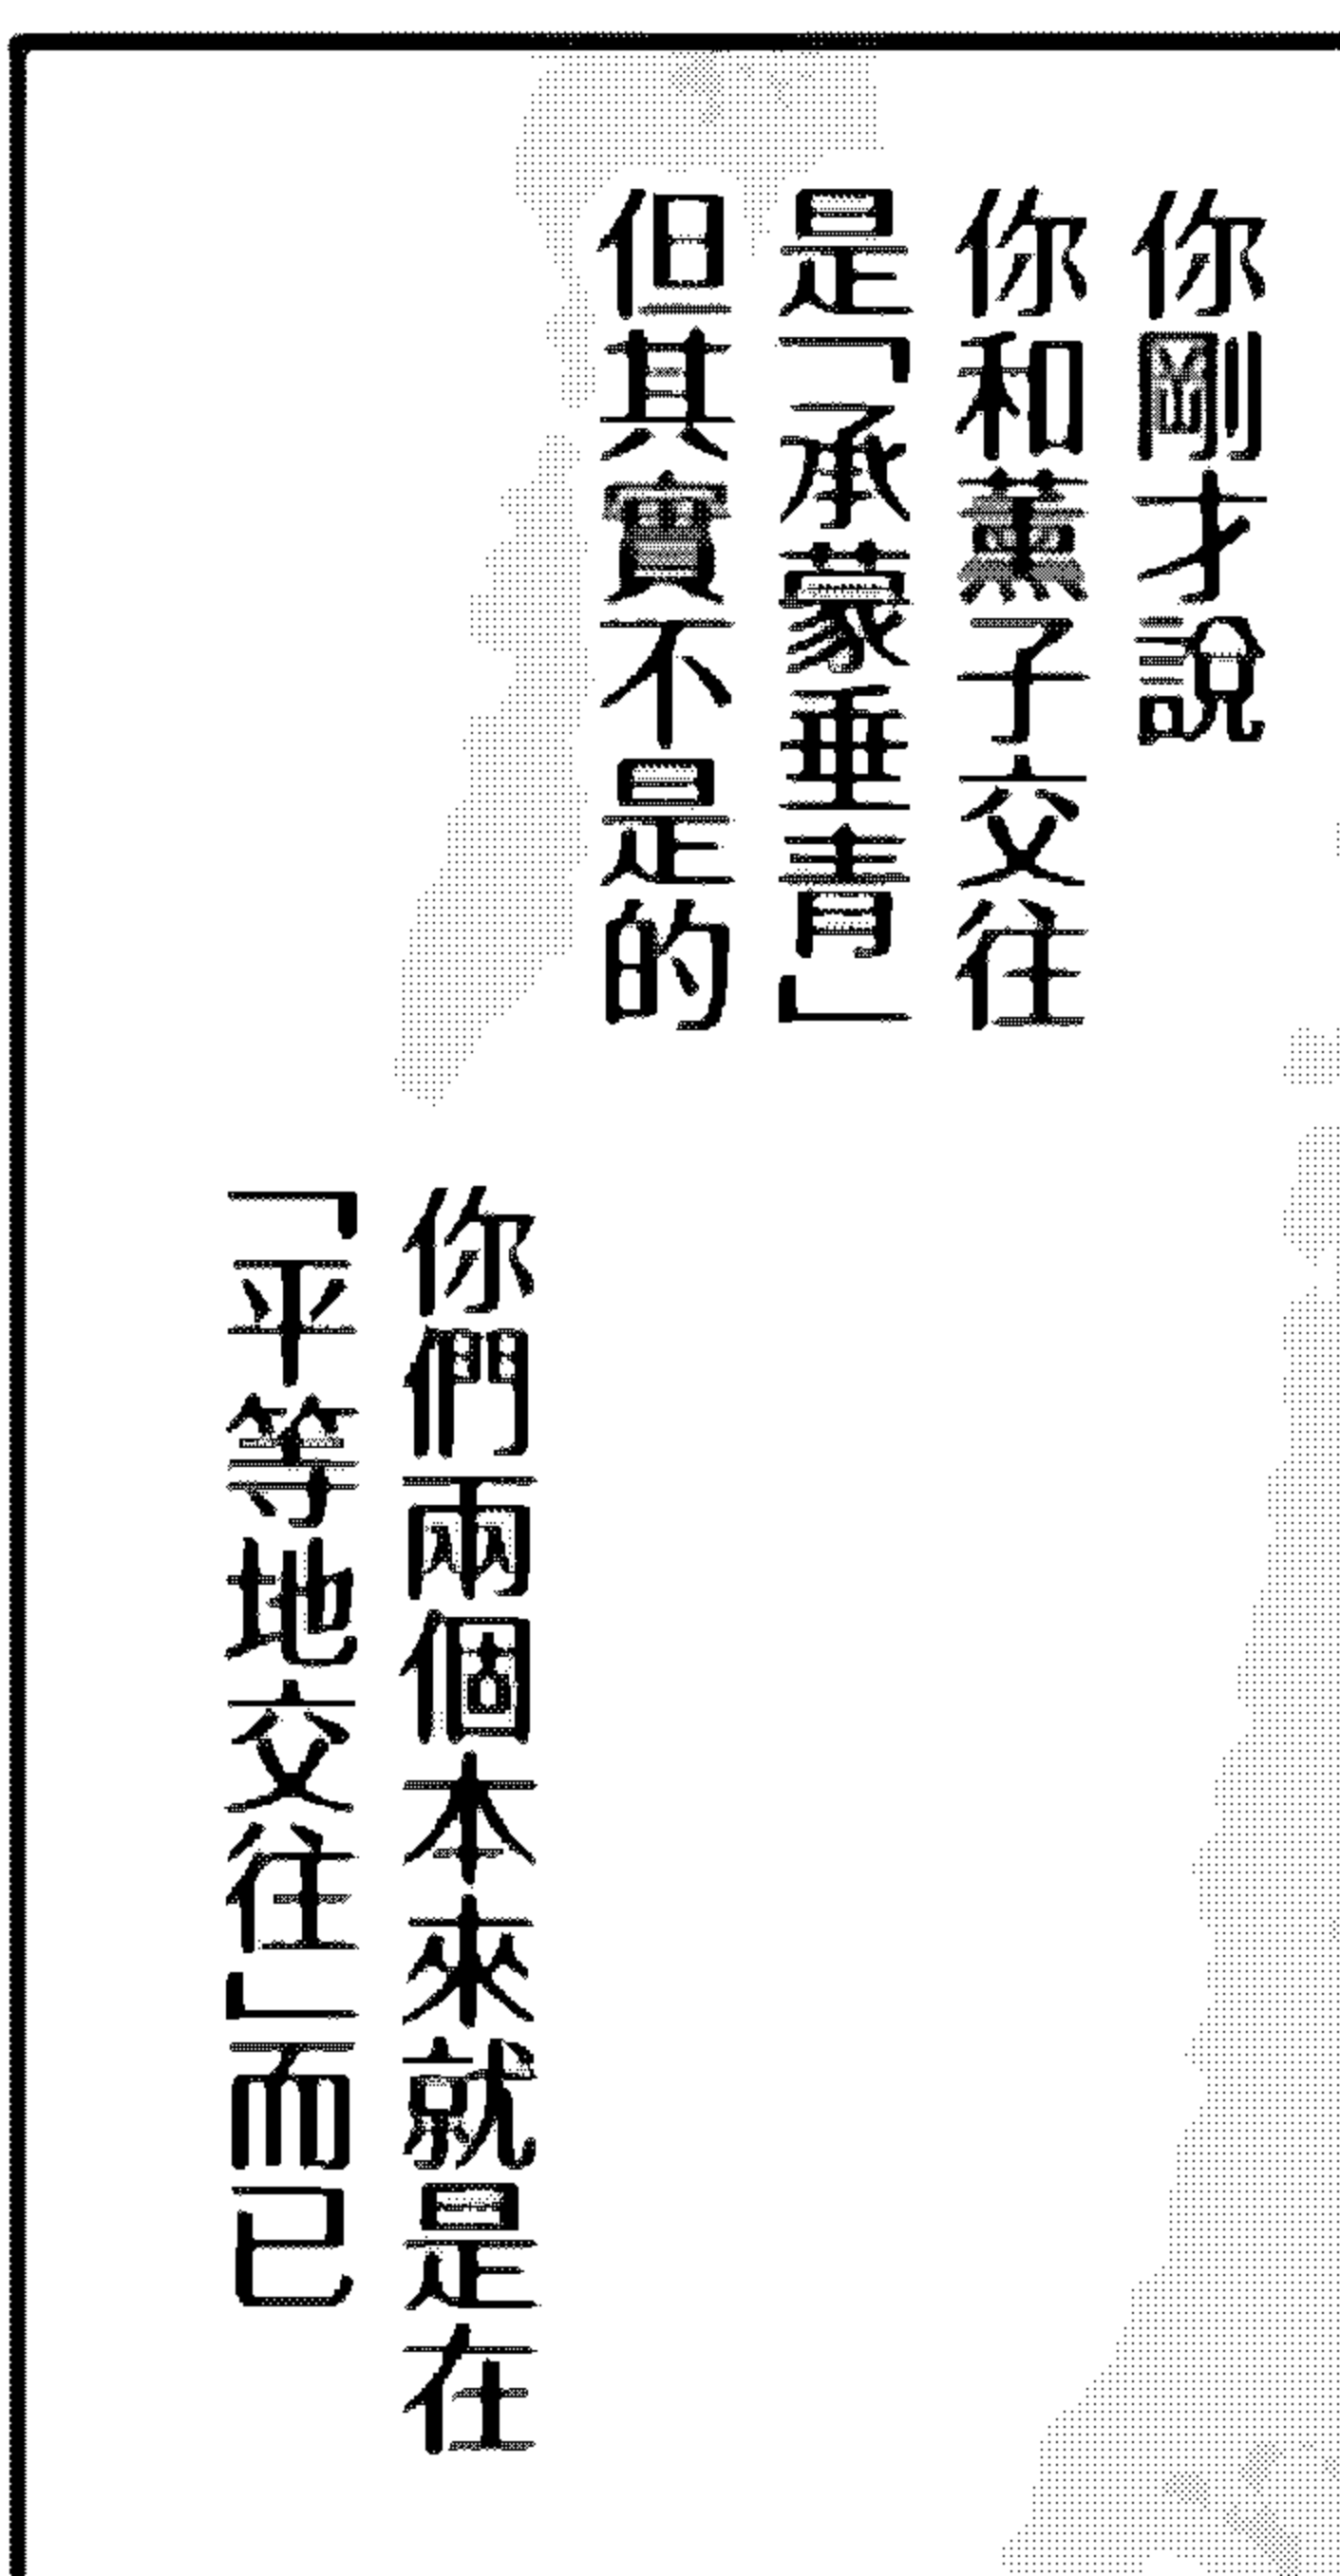 你剛才說
你和薰子交往
是「承蒙垂青」
但其實不是的
你們兩個本來就是在
「平等地交往」而已